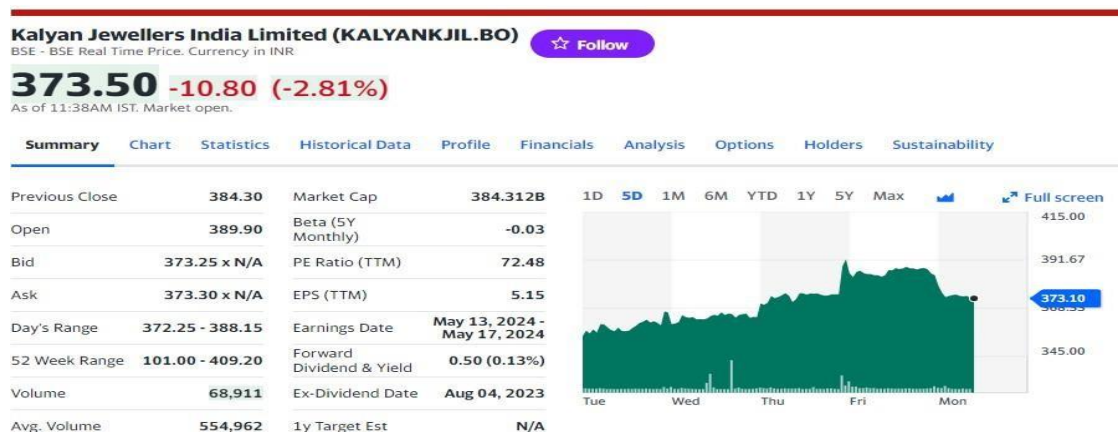 Kalyan Jewellers India Limited (KALYANKJIL.BO)
☆ Follow
BSE - BSE Real Time Price. Currency in INR
373.50 -10.80 (-2.81%)
As of 11:38AM IST. Market open.
Summary Chart Statistics Historical Data Profile Financials Analysis Options Holders Sustainability
Previous Close 384.30
Open 389.90
Bid 373.25 x N/A
Ask 373.30 x N/A
Day's Range 372.25 - 388.15
52 Week Range 101.00 - 409.20
Volume 68,911
Avg. Volume 554,962
Market Cap 384.312B
Beta (5Y
Monthly) -0.03
PE Ratio (TTM) 72.48
EPS (TTM) 5.15
Earnings Date May 13, 2024 -
May 17, 2024
Forward
Dividend & Yield 0.50 (0.13%)
Ex-Dividend Date Aug 04, 2023
1y Target Est N/A
1D 5D 1M 6M YTD 1Y 5Y Max Full screen
415.00
391.67
373.10
345.00
Tue Wed Thu Fri Mon